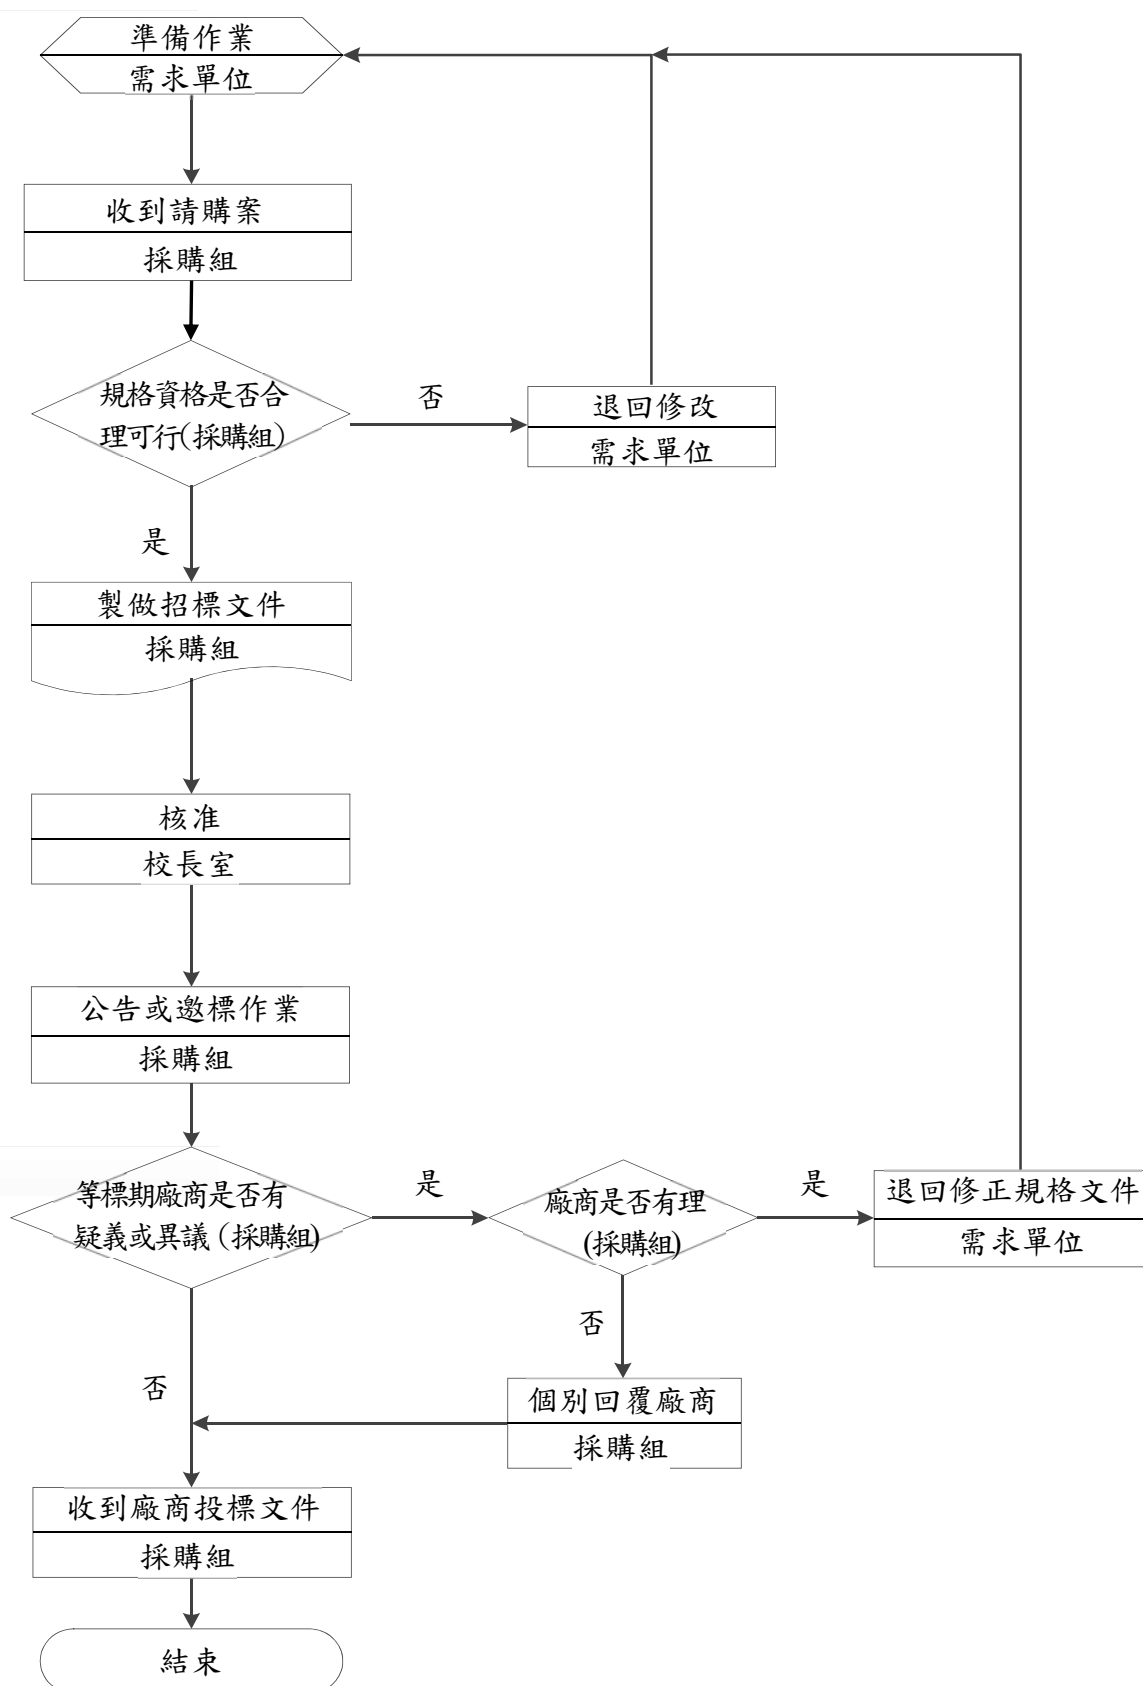 準備作業
需求單位
收到請購案
採購組
規格資格是否合
理可行(採購組)
否
退回修改
需求單位
是
製做招標文件
採購組
核准
校長室
公告或邀標作業
採購組
等標期廠商是否有
疑義或異議(採購組)
是
廠商是否有理
(採購組)
是
退回修正規格文件
需求單位
否
否
個別回覆廠商
採購組
收到廠商投標文件
採購組
結束